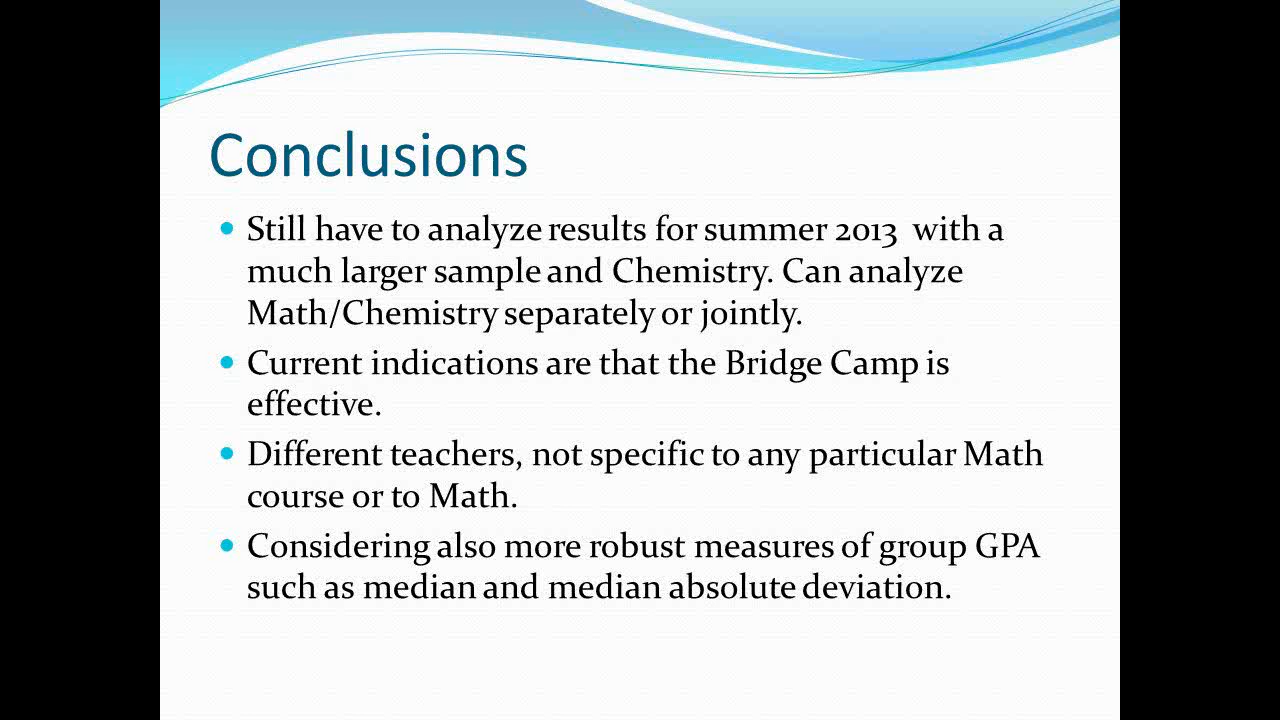 Conclusions
• Still have to analyze results for summer 2013 with a
much larger sample and Chemistry. Can analyze
Math/Chemistry separately or jointly.
• Current indications are that the Bridge Camp is
effective.
• Different teachers, not specific to any particular Math
course or to Math.
• Considering also more robust measures of group GPA
such as median and median absolute deviation.